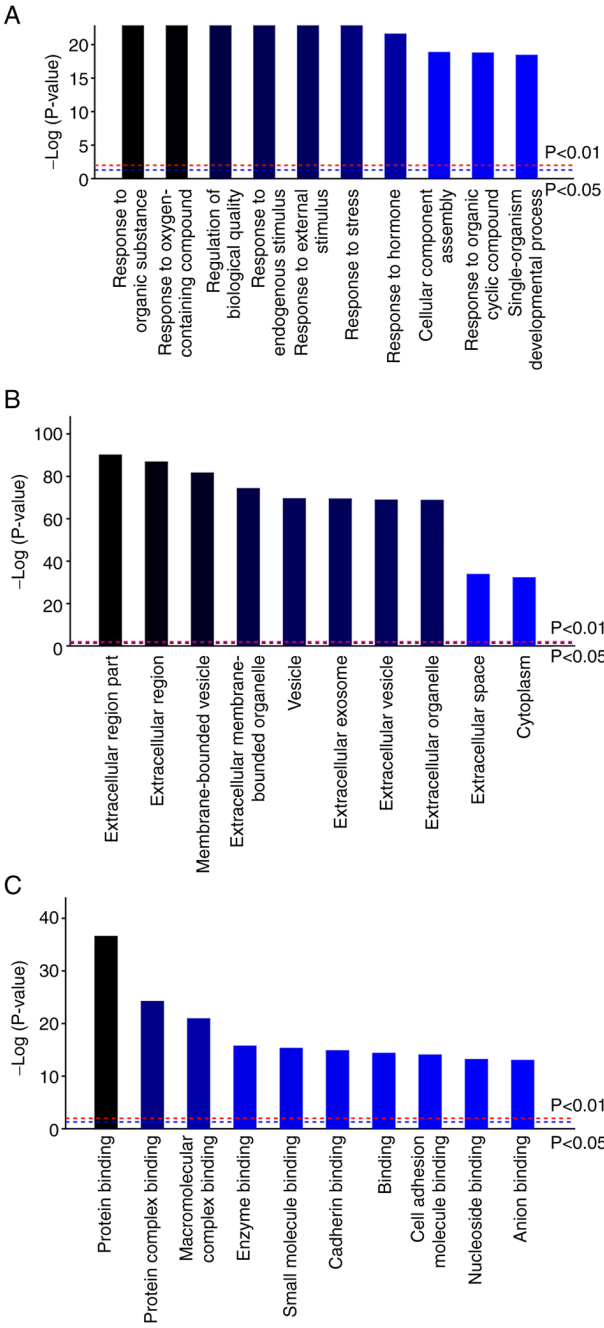 A
−Log (P-value)
20
15
10
5
0
P<0.01
P<0.05
Response to
organic substance
Response to oxygen-
containing compound
Regulation of
biological quality
Response to
endogenous stimulus
Response to external
stimulus
Response to stress
Response to hormone
Cellular component
assembly
Response to organic
cyclic compound
Single-organism
developmental process
B
−Log (P-value)
100
80
60
40
20
0
P<0.01
P<0.05
Extracellular region part
Extracellular region
Membrane-bounded vesicle
Extracellular membrane-
bounded organelle
Vesicle
Extracellular exosome
Extracellular vesicle
Extracellular organelle
Extracellular space
Cytoplasm
C
−Log (P-value)
40
30
20
10
0
P<0.01
P<0.05
Protein binding
Protein complex binding
Macromolecular
complex binding
Enzyme binding
Small molecule binding
Cadherin binding
Binding
Cell adhesion
molecule binding
Nucleoside binding
Anion binding